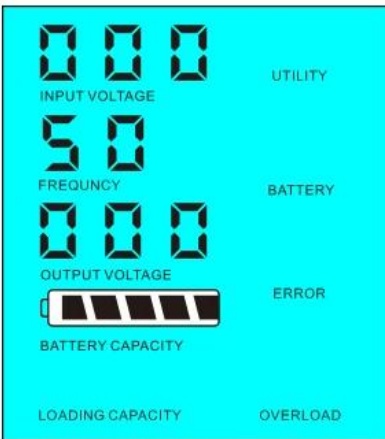 000
UTILITY
INPUT VOLTAGE
50
FREQUNCY
BATTERY
000
OUTPUT VOLTAGE
ERROR
BATTERY CAPACITY
LOADING CAPACITY
OVERLOAD